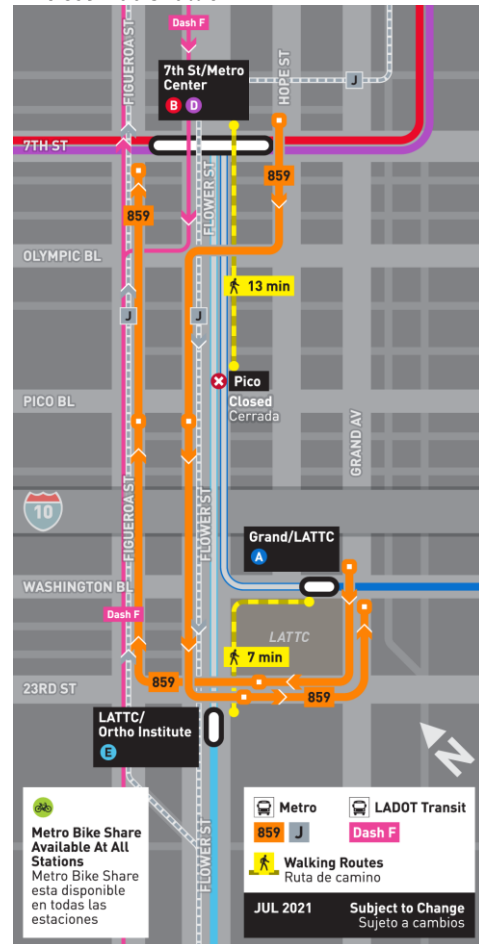 Dash F
FIGUEROA ST
7th St/Metro
Center
B D
HOPE ST
J
7TH ST
859
859
FLOWER ST
OLYMPIC BL
13 min
J
J
Pico
Closed
Cerrada
PICO BL
GRAND AV
10
FIGUEROA ST
FLOWER ST
Grand/LATTC
A
WASHINGTON BL
Dash F
LATTC
7 min
23RD ST
859
859
LATTC/
Ortho Institute
E
N
FLOWER ST
Metro Bike Share
Available At All
Stations
Metro Bike Share
esta disponible
en todas las
estaciones
Metro
859 J
LADOT Transit
Dash F
Walking Routes
Ruta de camino
JUL 2021
Subject to Change
Sujeto a cambios